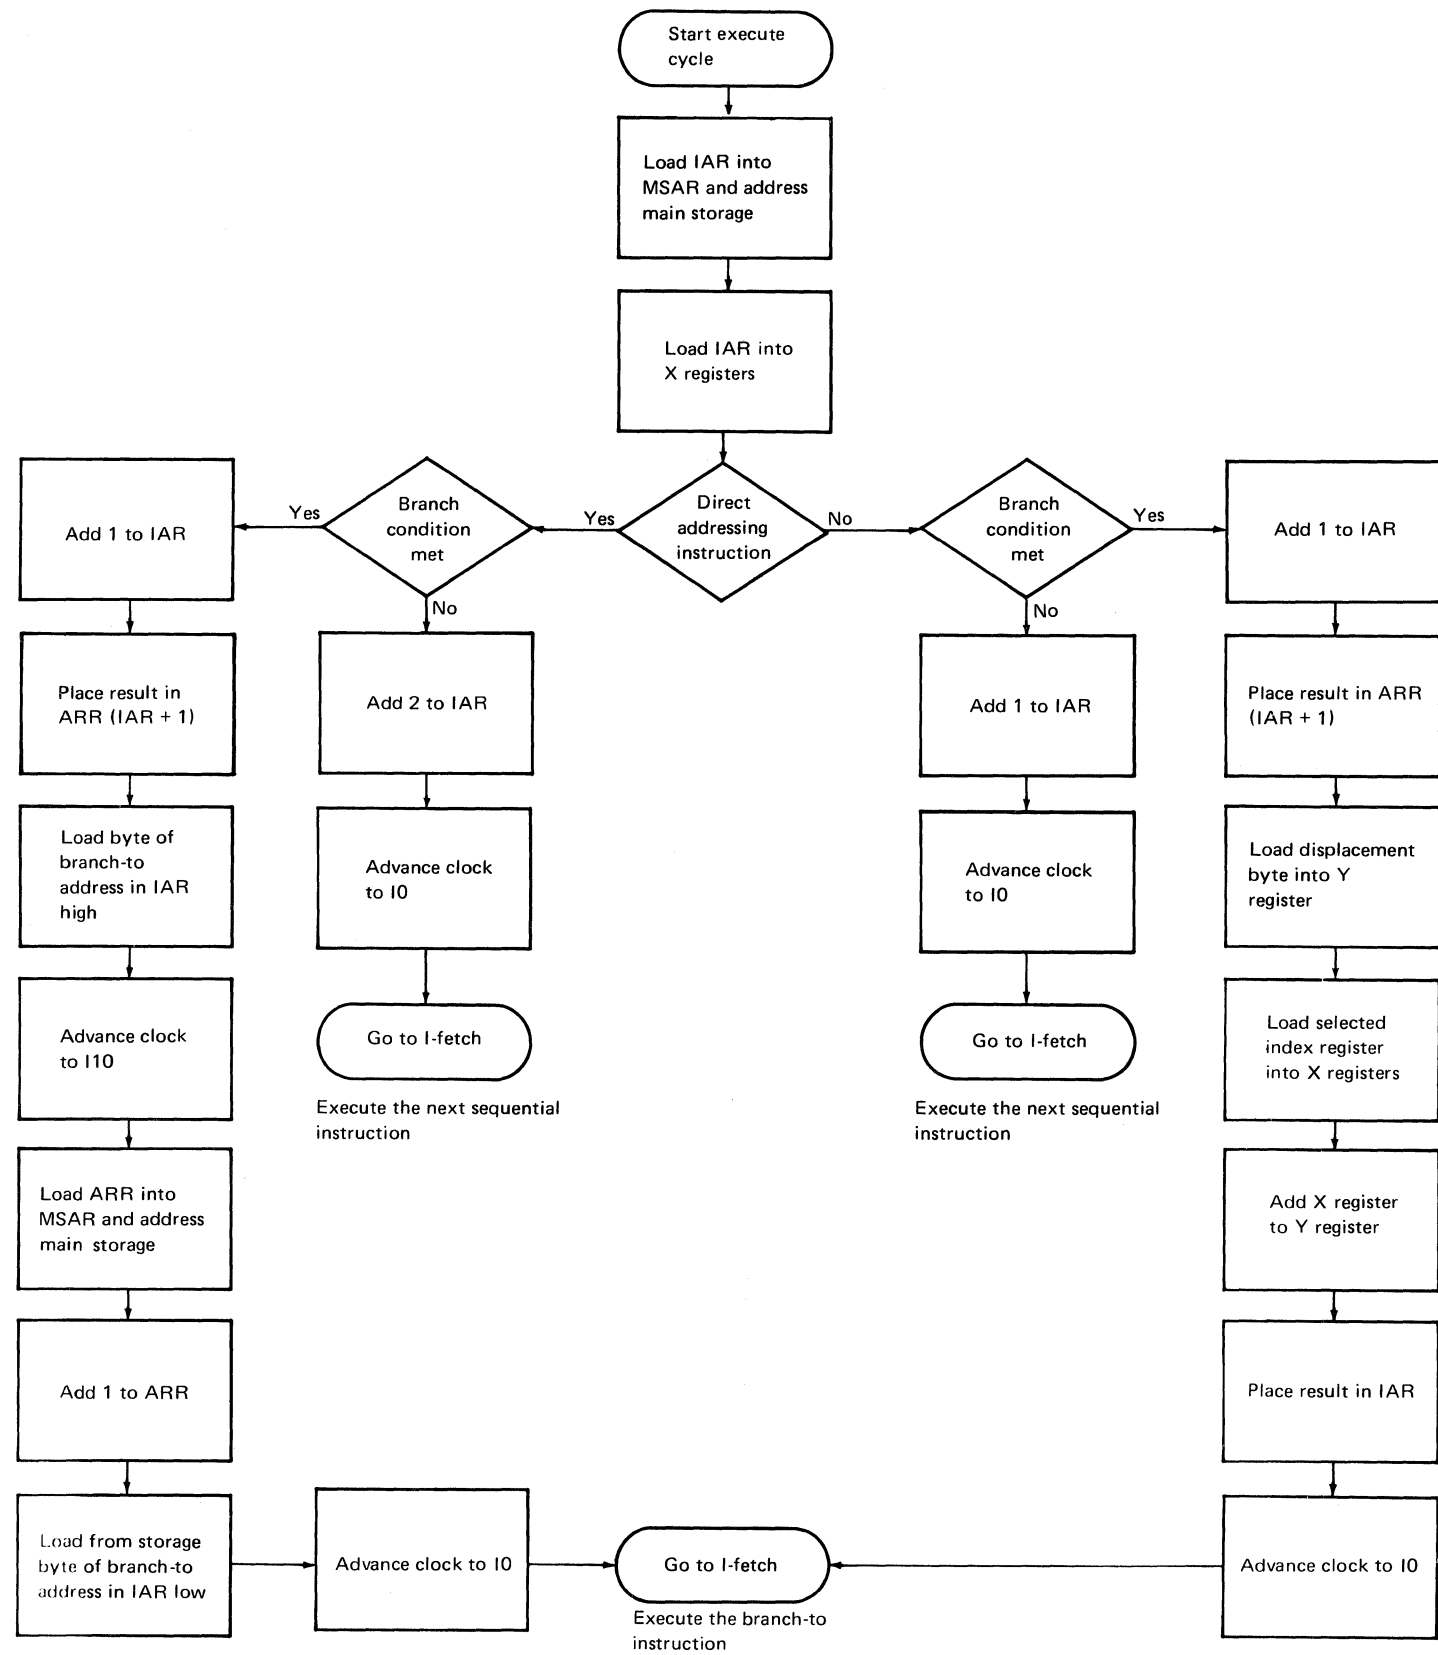 Start execute
cycle
Load IAR into
MSAR and address
main storage
Load IAR into
X registers
Direct
addressing
instruction
Yes
No
Branch
condition
met
Yes
No
Add 1 to IAR
Place result in
ARR (IAR + 1)
Load byte of
branch-to
address in IAR
high
Advance clock
to I10
Load ARR into
MSAR and address
main storage
Add 1 to ARR
Load from storage
byte of branch-to
address in IAR low
Advance clock to I0
Add 2 to IAR
Advance clock
to I0
Go to I-fetch
Execute the next sequential
instruction
Branch
condition
met
Yes
No
Add 1 to IAR
Advance clock
to I0
Go to I-fetch
Execute the next sequential
instruction
Add 1 to IAR
Place result in ARR
(IAR + 1)
Load displacement
byte into Y
register
Load selected
index register
into X registers
Add X register
to Y register
Place result in IAR
Advance clock to I0
Go to I-fetch
Execute the branch-to
instruction